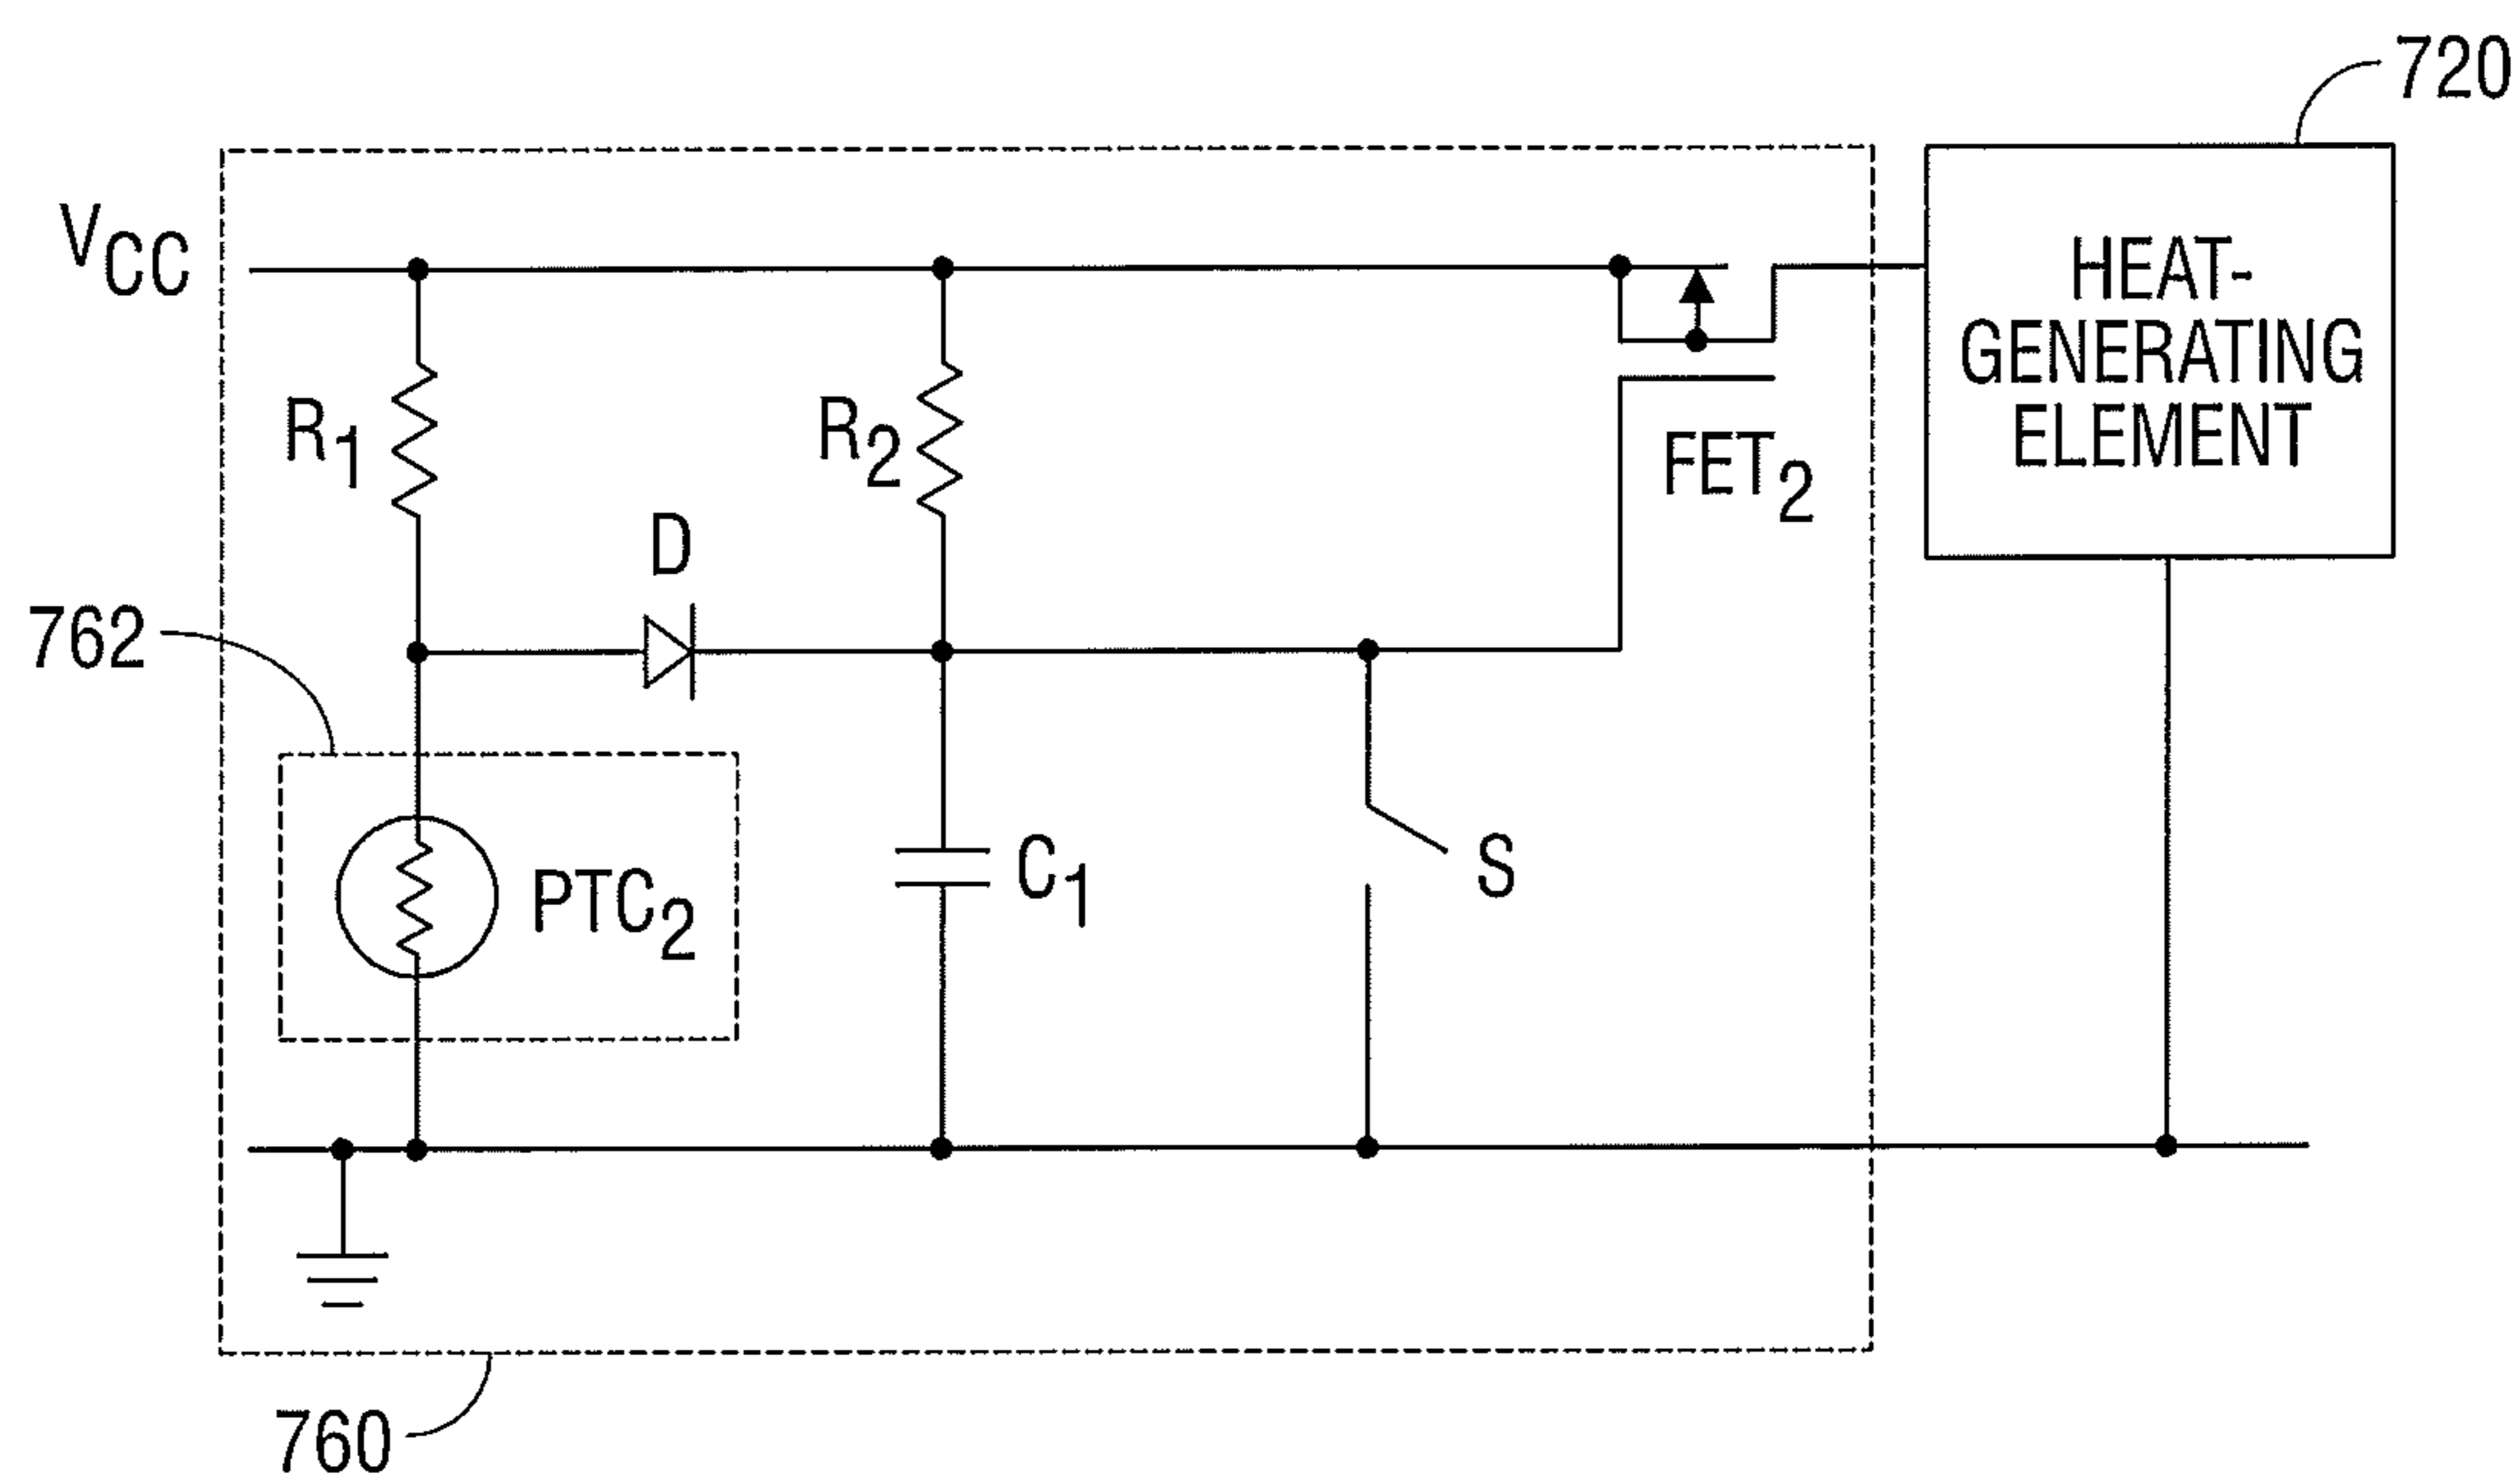 720
VCC
HEAT-
GENERATING
ELEMENT
R1
R2
FET2
D
762
PTC2
C1
S
760